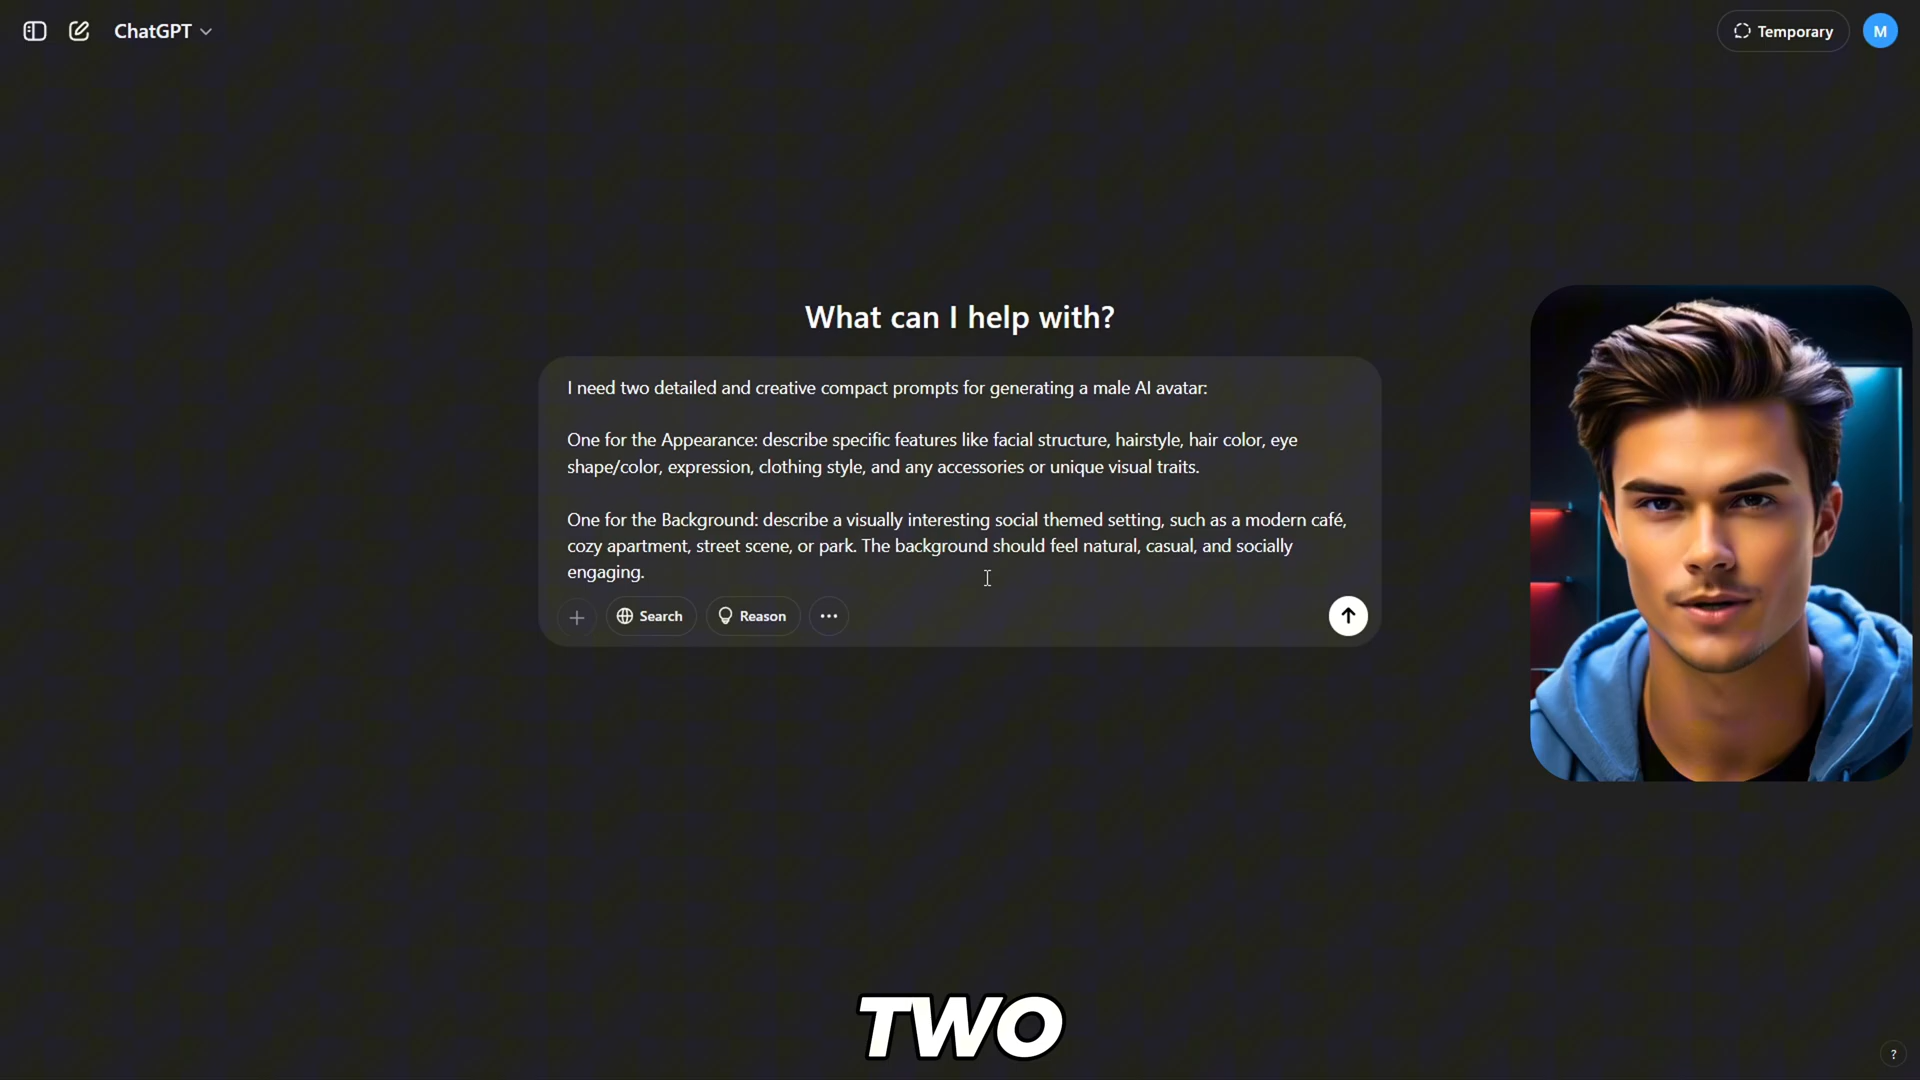 ChatGPT
Temporary
M
What can I help with?
I need two detailed and creative compact prompts for generating a male AI avatar:
One for the Appearance: describe specific features like facial structure, hairstyle, hair color, eye
shape/color, expression, clothing style, and any accessories or unique visual traits.
One for the Background: describe a visually interesting social themed setting, such as a modern café,
cozy apartment, street scene, or park. The background should feel natural, casual, and socially
engaging.
Search
Reason
TWO
?